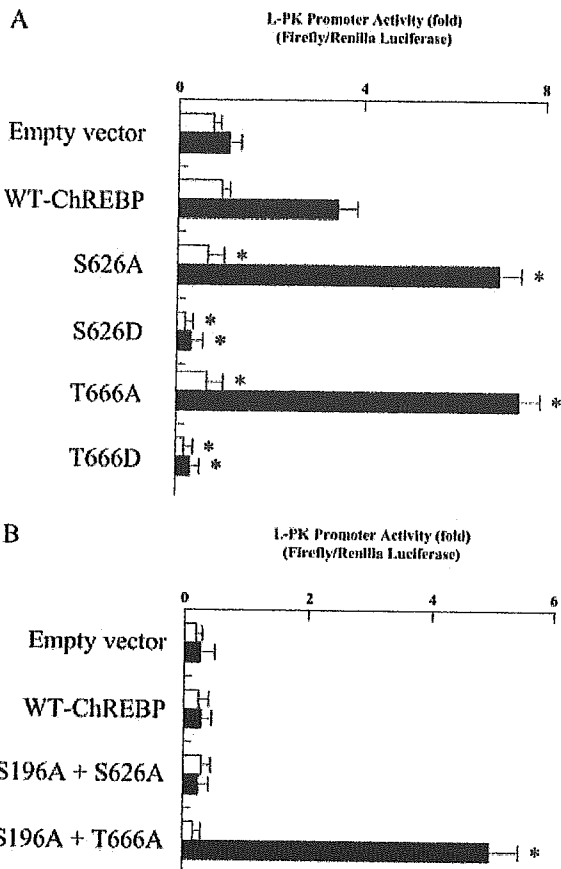 A
L-PK Promoter Activity (fold)
(Firefly/Renilla Luciferase)
0 4 8
Empty vector
WT-ChREBP
S626A
*
*
S626D
*
*
T666A
*
*
T666D
*
*
B
L-PK Promoter Activity (fold)
(Firefly/Renilla Luciferase)
0 2 4 6
Empty vector
WT-ChREBP
S196A + S626A
S196A + T666A
*